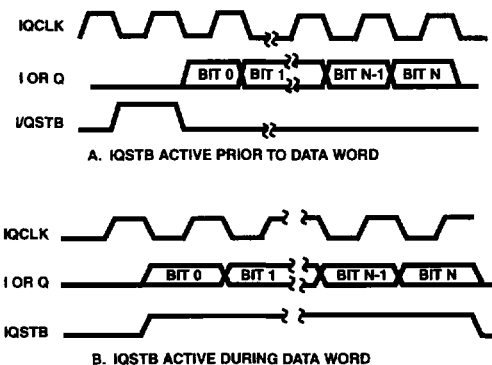 IQCLK
I OR Q
BIT 0 BIT 1 BIT N-1 BIT N
I/QSTB
A. IQSTB ACTIVE PRIOR TO DATA WORD
IQCLK
I OR Q
BIT 0 BIT 1 BIT N-1 BIT N
IQSTB
B. IQSTB ACTIVE DURING DATA WORD